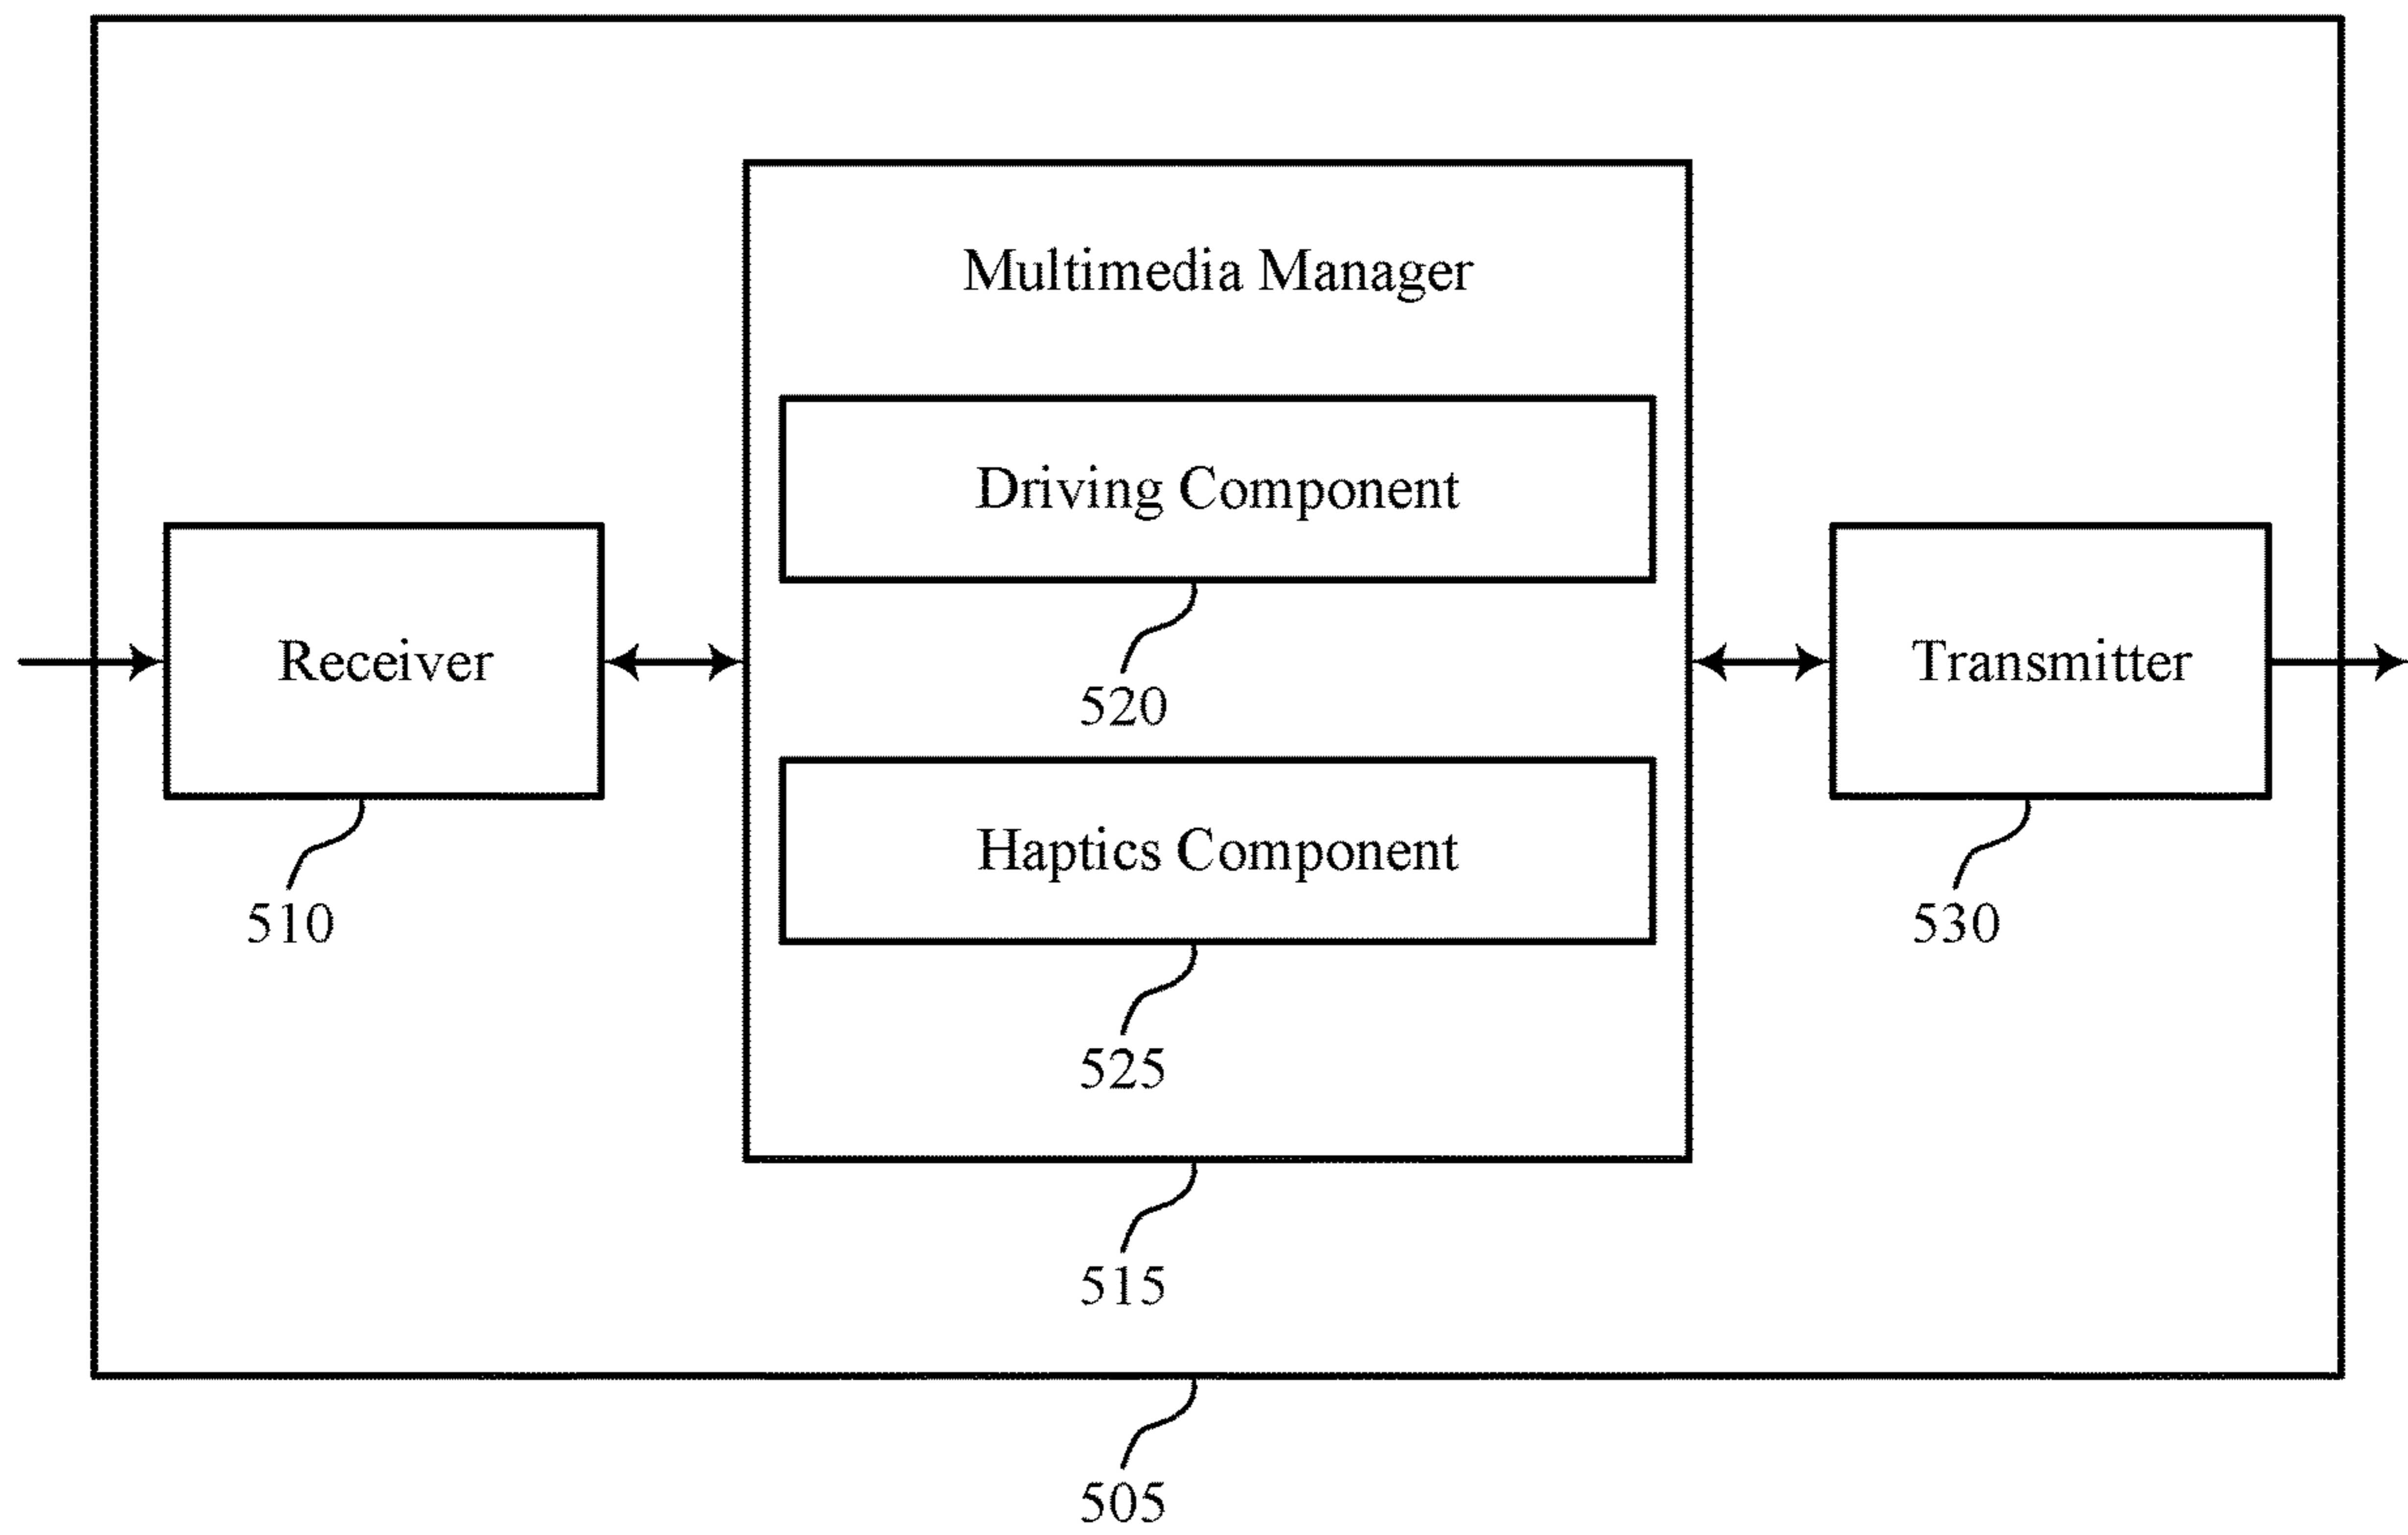 Multimedia Manager
Driving Component
520
Receiver
510
Haptics Component
525
Transmitter
530
515
505